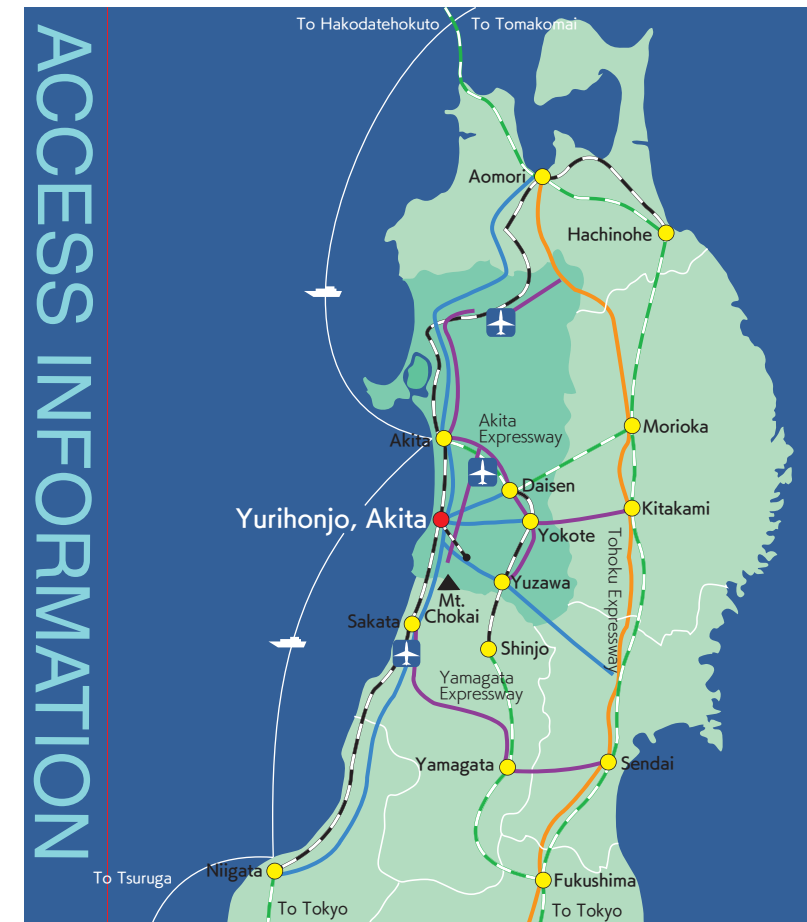 ACCESS INFORMATION
To Hakodatehokuto
To Tomakomai
Aomori
Hachinohe
Akita
Akita
Expressway
Morioka
Daisen
Kitakami
Yurihonjo, Akita
Yokote
Tohoku Expressway
Yuzawa
Mt.
Chokai
Sakata
Shinjo
Yamagata
Expressway
Yamagata
Sendai
To Tsuruga
Niigata
Fukushima
To Tokyo
To Tokyo